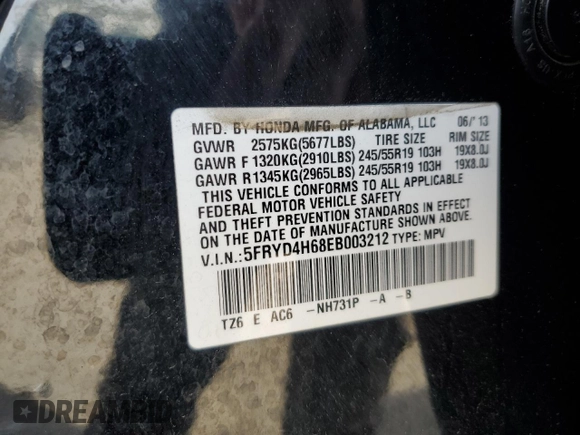 MFD. BY HONDA MFG. OF ALABAMA, LLC 06/'13
GVWR 2575KG(5677LBS) TIRE SIZE RIM SIZE
GAWR F 1320KG(2910LBS) 245/55R19 103H 19X8.0J
GAWR R1345KG(2965LBS) 245/55R19 103H 19X8.0J
THIS VEHICLE CONFORMS TO ALL APPLICABLE
FEDERAL MOTOR VEHICLE SAFETY
AND THEFT PREVENTION STANDARDS IN EFFECT
ON THE DATE OF MANUFACTURE SHOWN ABOVE.
V.I.N.: 5FRYD4H68EB003212 TYPE: MPV
TZ6 E AC6 -NH731P -A -B
DREAMBID